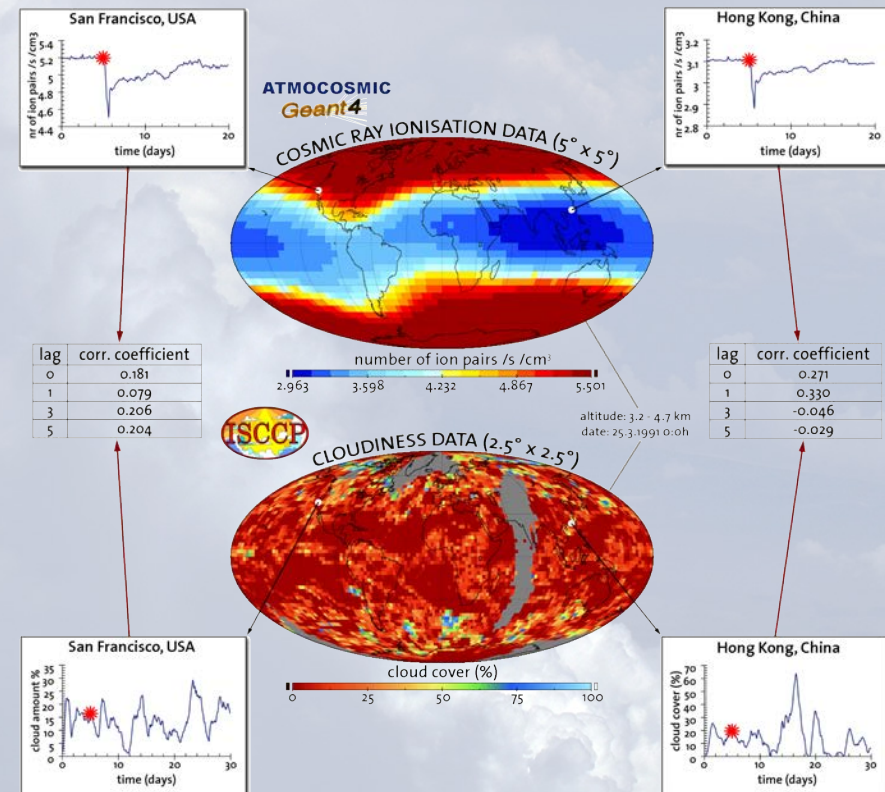 San Francisco, USA
nr of ion pairs /s /cm3
5.4
5.2
5
4.8
4.6
4.4
0 10 20
time (days)
Hong Kong, China
nr of ion pairs /s /cm3
3.2
3.1
3
2.9
2.8
0 10 20
time (days)
ATMOCOSMIC
Geant4
COSMIC RAY IONISATION DATA (5° x 5°)
number of ion pairs /s /cm³
2.963 3.598 4.232 4.867 5.501
lag corr. coefficient
0 0.181
1 0.079
3 0.206
5 0.204
lag corr. coefficient
0 0.271
1 0.330
3 -0.046
5 -0.029
altitude: 3.2 - 4.7 km
date: 25.3.1991 0:0h
ISCCP
CLOUDINESS DATA (2.5° x 2.5°)
cloud cover (%)
0 25 50 75 100
San Francisco, USA
cloud amount %
35
30
25
20
15
10
5
0
0 10 20 30
time (days)
Hong Kong, China
cloud cover (%)
70
60
50
40
30
20
10
0
0 10 20 30
time (days)